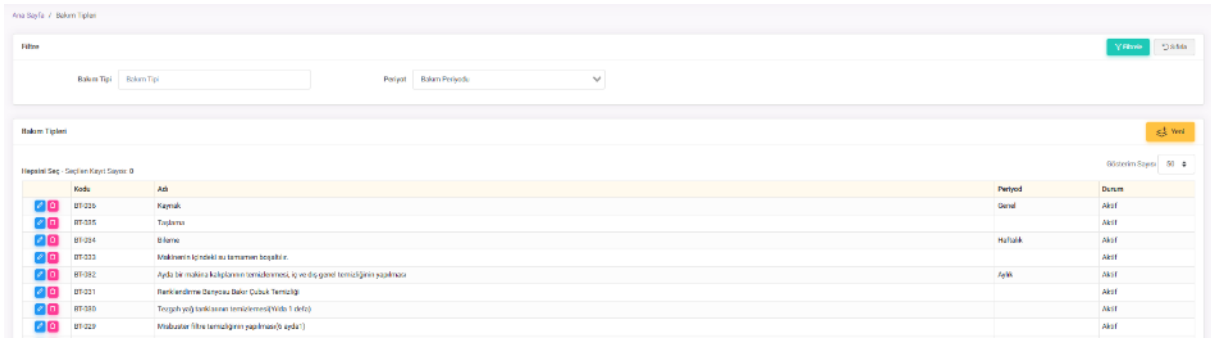 Ana Sayfa / Bakım Tipleri
Filtre
Filtrele Sıfırla
Bakım Tipi Bakım Tipi Periyot Bakım Periyodu
Bakım Tipleri
Yeni
Gösterim Sayısı 50
Hepsini Seç - Seçilen Kayıt Sayısı: 0
Kodu Adı Periyod Durum
BT-036 Kaynak Genel Aktif
BT-035 Taşlama Aktif
BT-034 Bileme Haftalık Aktif
BT-033 Makinenin içindeki su tamamen boşaltılır. Aktif
BT-032 Ayda bir makina kalıplarının temizlenmesi, iç ve dış genel temizliğinin yapılması Aylık Aktif
BT-031 Renklendirme Banyosu Bakır Çubuk Temizliği Aktif
BT-030 Tezgah yağ tanklarının temizlemesi(Yılda 1 defa) Aktif
BT-029 Misbuster filtre temizliğinin yapılması(6 ayda1) Aktif